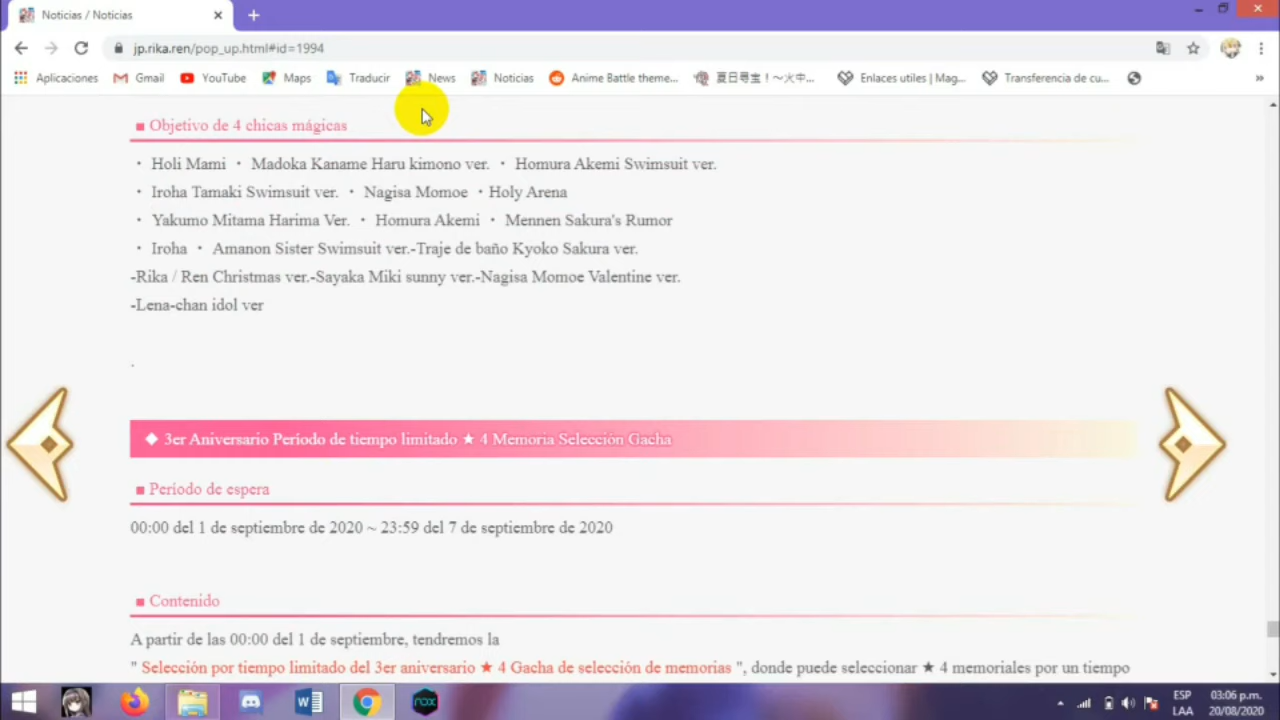 Noticias / Noticias
jp.rika.ren/pop_up.html#id=1994
Aplicaciones Gmail YouTube Maps Traducir News Noticias Anime Battle theme... 夏日尋宝！～火中... Enlaces utiles | Mag... Transferencia de cu... »
■ Objetivo de 4 chicas mágicas
・ Holi Mami ・ Madoka Kaname Haru kimono ver. ・ Homura Akemi Swimsuit ver.
・ Iroha Tamaki Swimsuit ver. ・ Nagisa Momoe ・Holy Arena
・ Yakumo Mitama Harima Ver. ・ Homura Akemi ・ Mennen Sakura's Rumor
・ Iroha ・ Amanon Sister Swimsuit ver.-Traje de baño Kyoko Sakura ver.
-Rika / Ren Christmas ver.-Sayaka Miki sunny ver.-Nagisa Momoe Valentine ver.
-Lena-chan idol ver
.
◆ 3er Aniversario Período de tiempo limitado ★ 4 Memoria Selección Gacha
■ Período de espera
00:00 del 1 de septiembre de 2020 ~ 23:59 del 7 de septiembre de 2020
■ Contenido
A partir de las 00:00 del 1 de septiembre, tendremos la
" Selección por tiempo limitado del 3er aniversario ★ 4 Gacha de selección de memorias ", donde puede seleccionar ★ 4 memoriales por un tiempo
nox
ESP 03:06 p.m.
LAA 20/08/2020